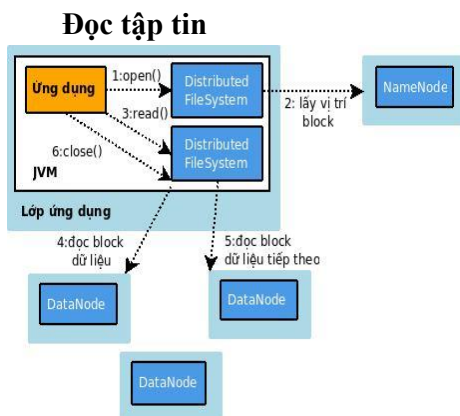 Đọc tập tin
Ứng dụng
1:open()
Distributed
FileSystem
2: lấy vị trí
block
NameNode
3:read()
Distributed
FileSystem
6:close()
JVM
Lớp ứng dụng
4:đọc block
dữ liệu
5:đọc block
dữ liệu tiếp theo
DataNode
DataNode
DataNode